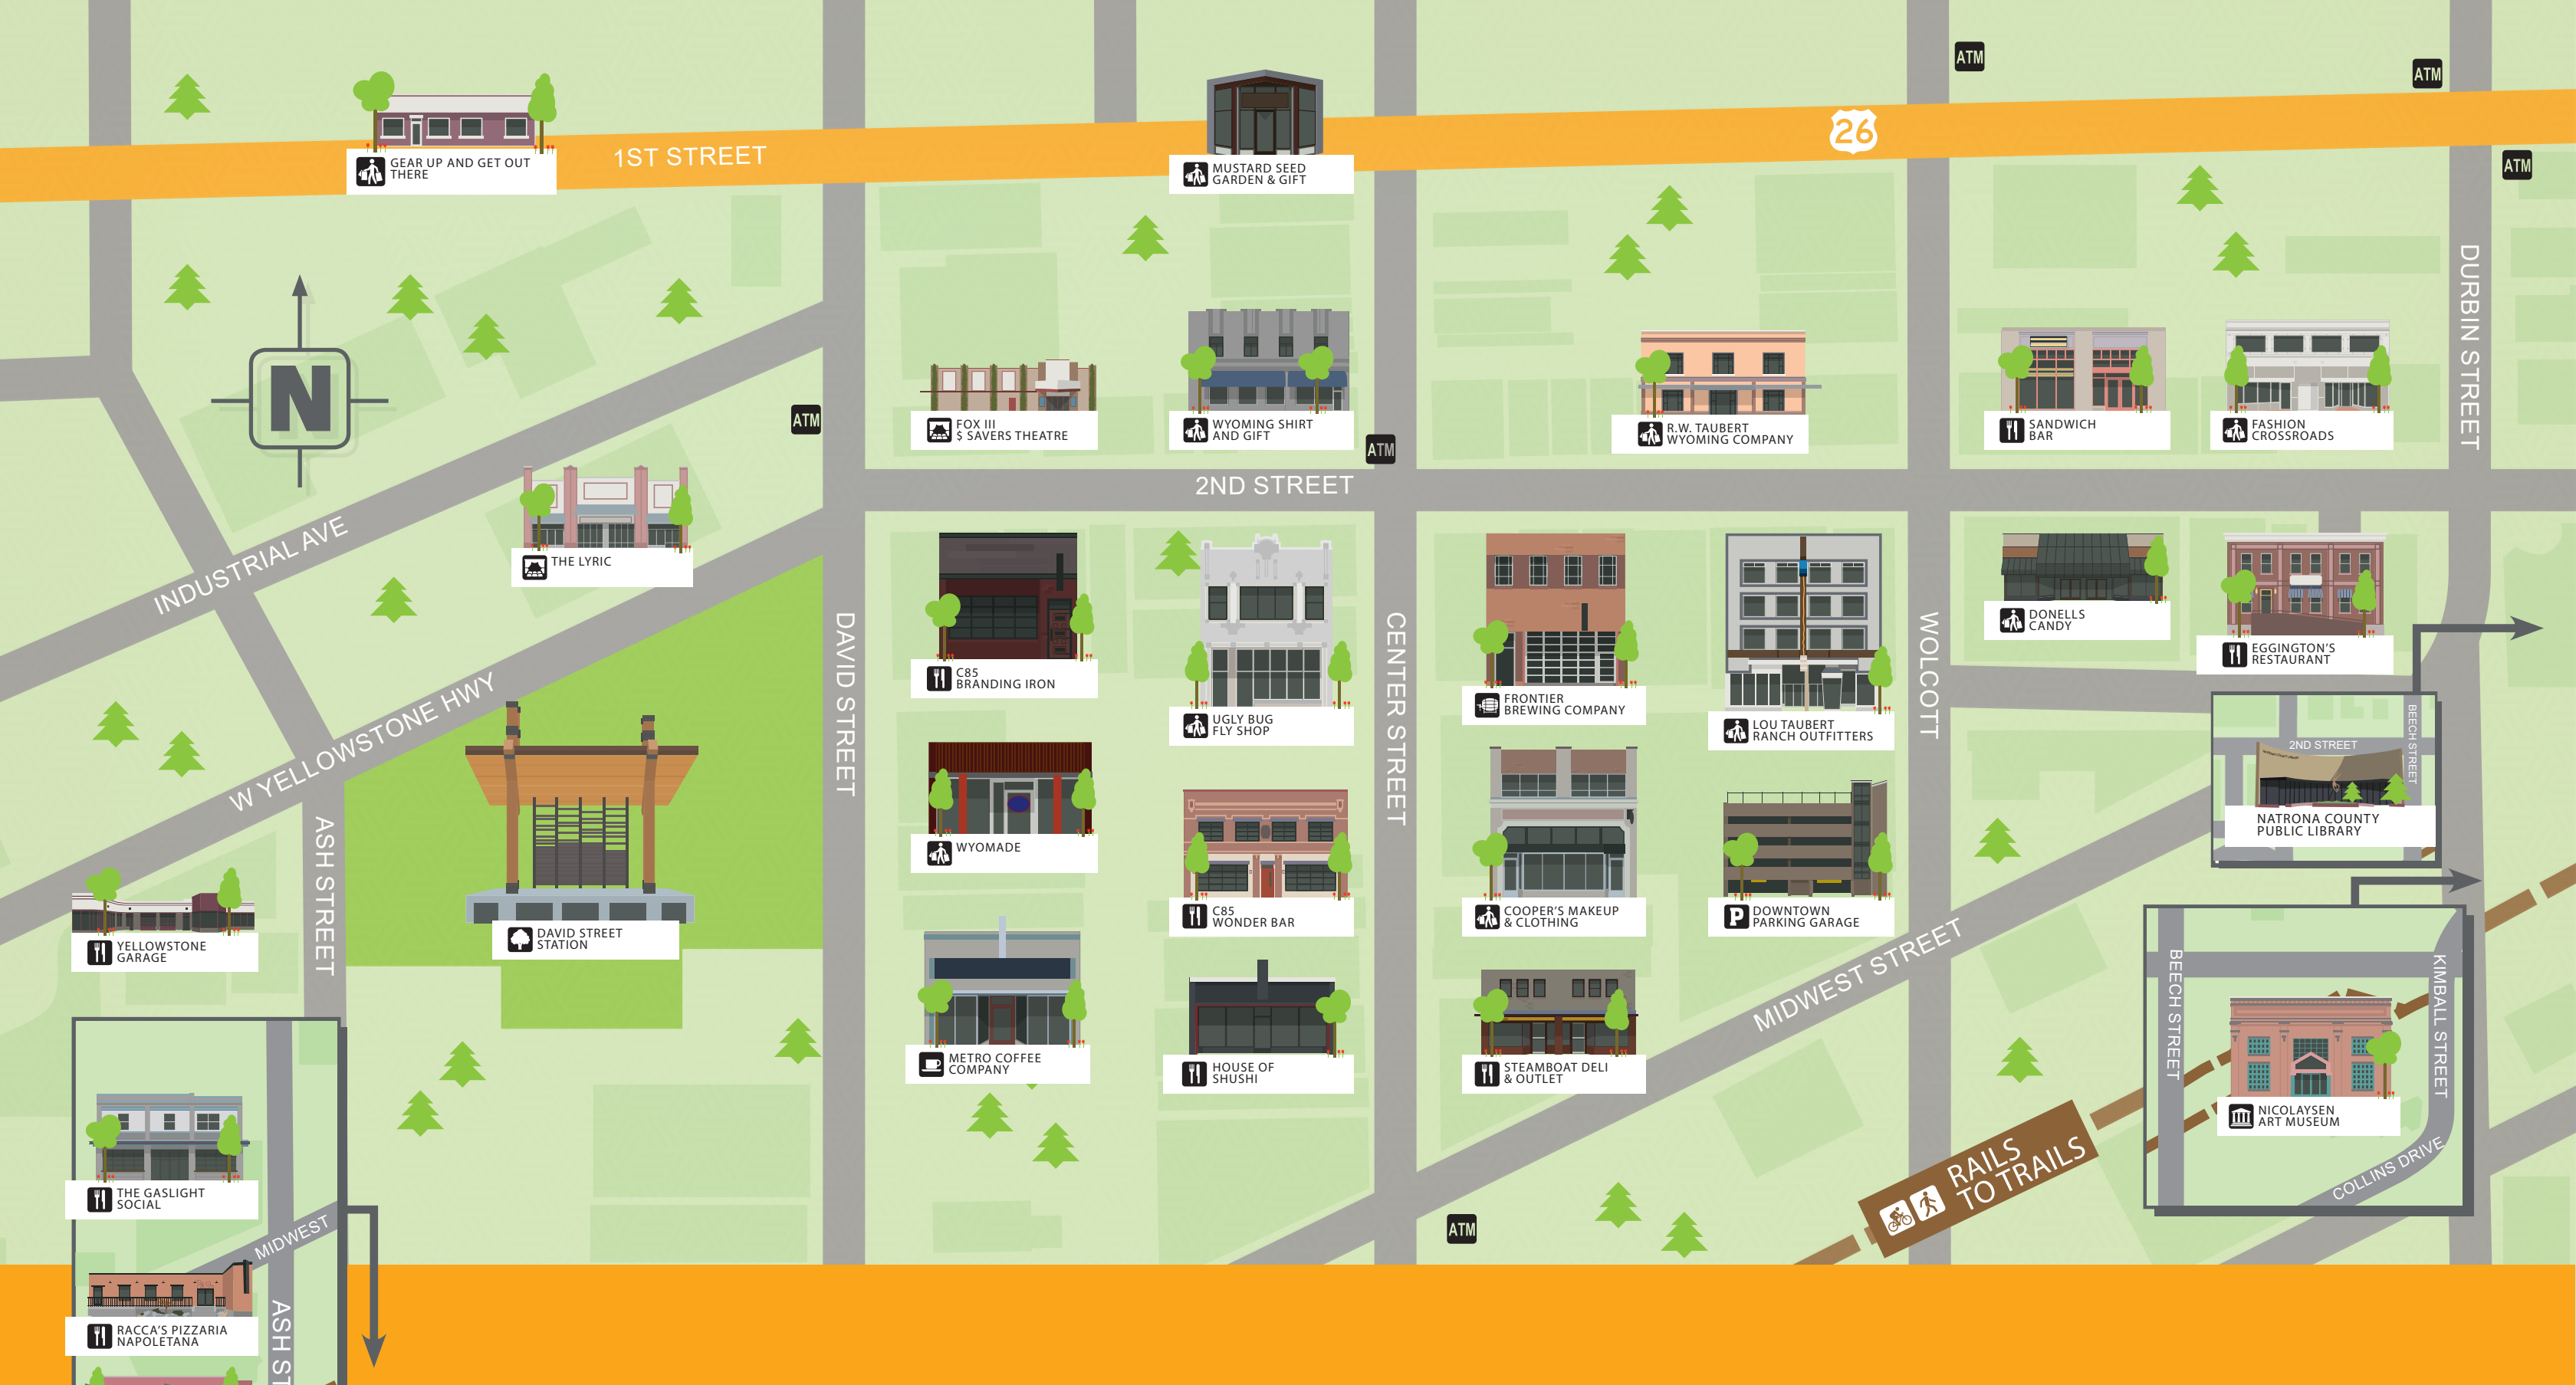 ATM
ATM
26
1ST STREET
GEAR UP AND GET OUT
THERE
MUSTARD SEED
GARDEN & GIFT
ATM
DURBIN STREET
N
ATM
FOX III
$ SAVERS THEATRE
WYOMING SHIRT
AND GIFT
ATM
R.W. TAUBERT
WYOMING COMPANY
SANDWICH
BAR
FASHION
CROSSROADS
2ND STREET
INDUSTRIAL AVE
THE LYRIC
DAVID STREET
CENTER STREET
WOLCOTT
C85
BRANDING IRON
UGLY BUG
FLY SHOP
FRONTIER
BREWING COMPANY
LOU TAUBERT
RANCH OUTFITTERS
DONELLS
CANDY
EGGINGTON'S
RESTAURANT
W YELLOWSTONE HWY
BEECH STREET
2ND STREET
NATRONA COUNTY
PUBLIC LIBRARY
ASH STREET
WYOMADE
C85
WONDER BAR
COOPER'S MAKEUP
& CLOTHING
P
DOWNTOWN
PARKING GARAGE
YELLOWSTONE
GARAGE
DAVID STREET
STATION
MIDWEST STREET
METRO COFFEE
COMPANY
HOUSE OF
SHUSHI
STEAMBOAT DELI
& OUTLET
BEECH STREET
KIMBALL STREET
NICOLAYSEN
ART MUSEUM
COLLINS DRIVE
RAILS
TO TRAILS
ATM
THE GASLIGHT
SOCIAL
MIDWEST
RACCA'S PIZZARIA
NAPOLETANA
ASH ST